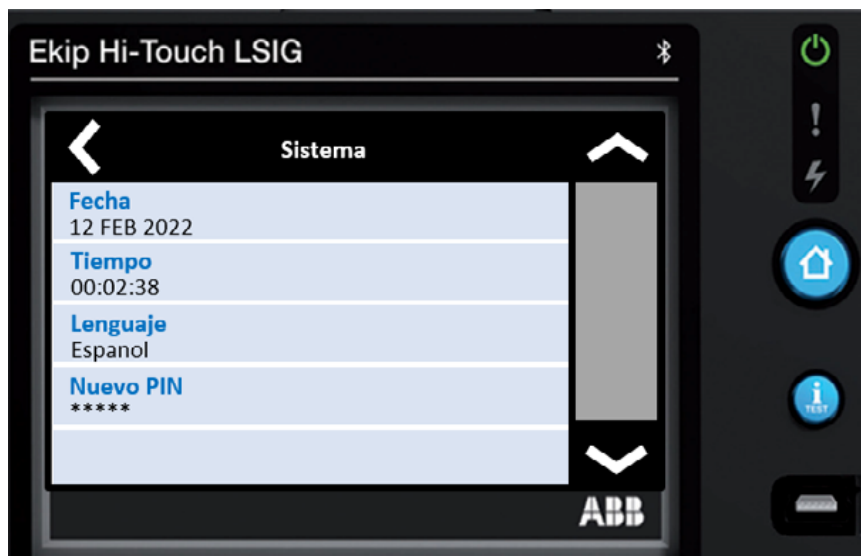 Ekip Hi-Touch LSIG
Sistema
Fecha
12 FEB 2022
Tiempo
00:02:38
Lenguaje
Espanol
Nuevo PIN
*****
i
TEST
ABB